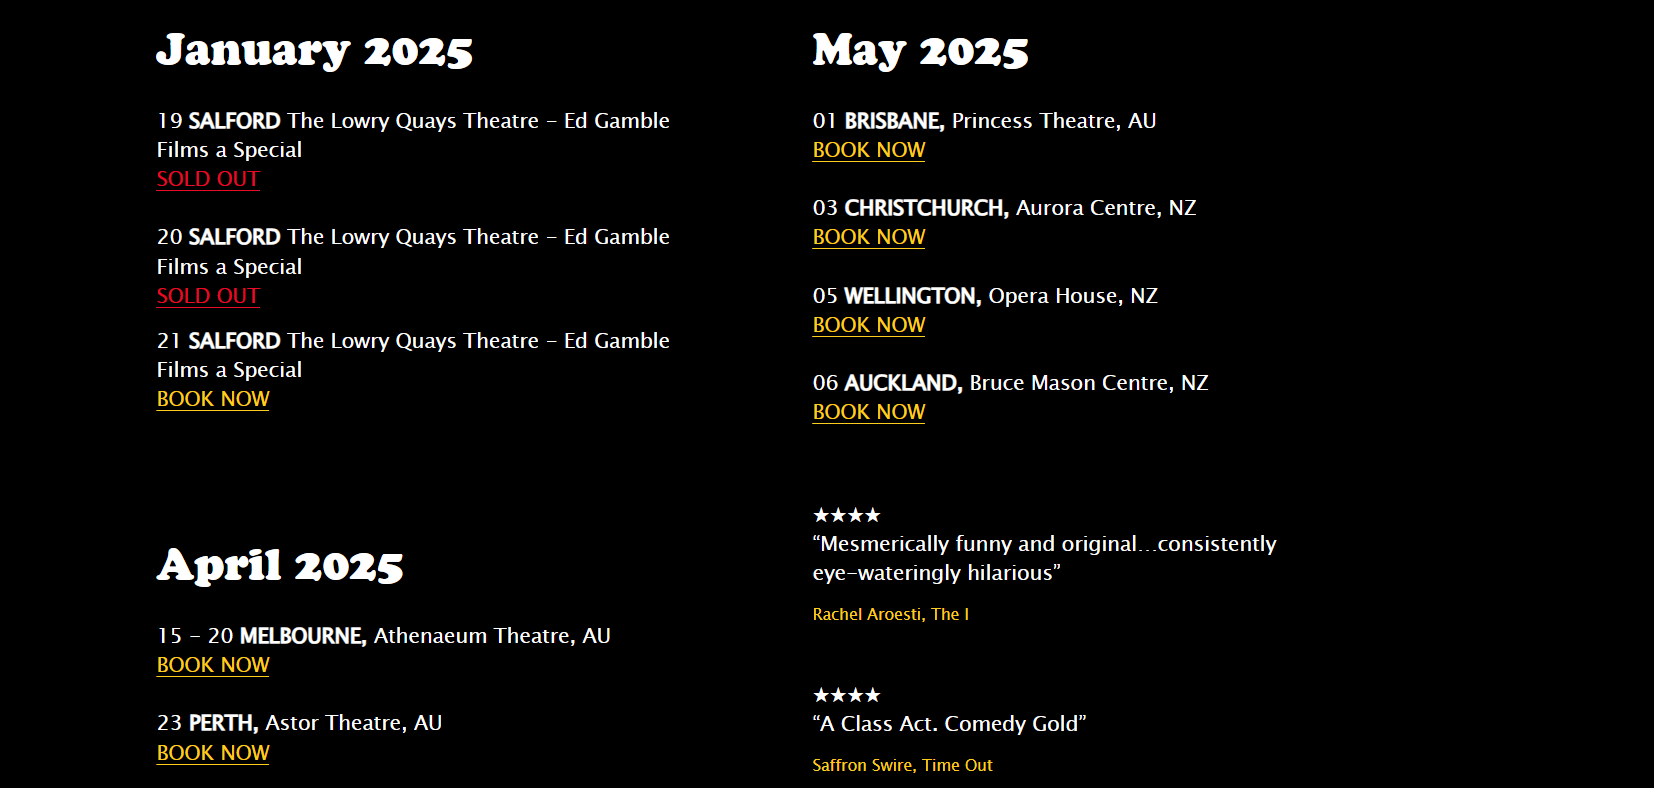 January 2025
19 SALFORD The Lowry Quays Theatre – Ed Gamble
Films a Special
SOLD OUT
20 SALFORD The Lowry Quays Theatre – Ed Gamble
Films a Special
SOLD OUT
21 SALFORD The Lowry Quays Theatre – Ed Gamble
Films a Special
BOOK NOW
April 2025
15 – 20 MELBOURNE, Athenaeum Theatre, AU
BOOK NOW
23 PERTH, Astor Theatre, AU
BOOK NOW
May 2025
01 BRISBANE, Princess Theatre, AU
BOOK NOW
03 CHRISTCHURCH, Aurora Centre, NZ
BOOK NOW
05 WELLINGTON, Opera House, NZ
BOOK NOW
06 AUCKLAND, Bruce Mason Centre, NZ
BOOK NOW
★★★★
“Mesmerically funny and original…consistently
eye-wateringly hilarious”
Rachel Aroesti, The I
★★★★
“A Class Act. Comedy Gold”
Saffron Swire, Time Out